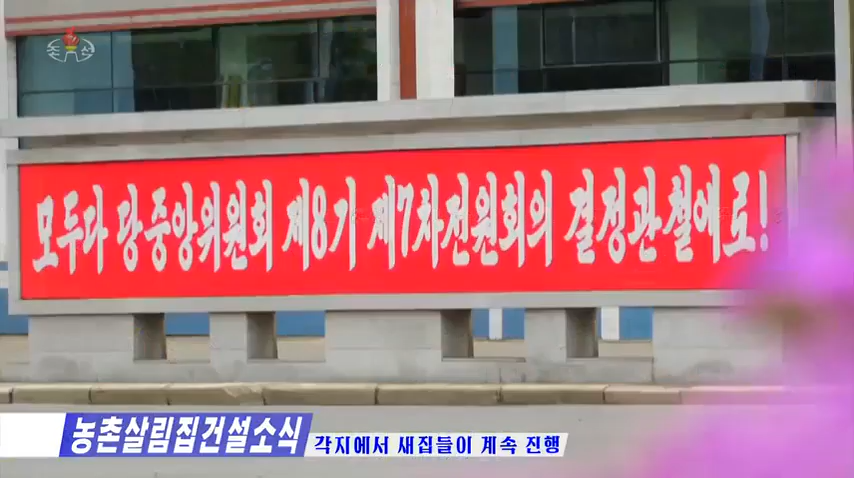 조선
모두다 당중앙위원회 제8기 제7차전원회의 결정관철에로!
농촌살림집건설소식
각지에서 새집들이 계속 진행